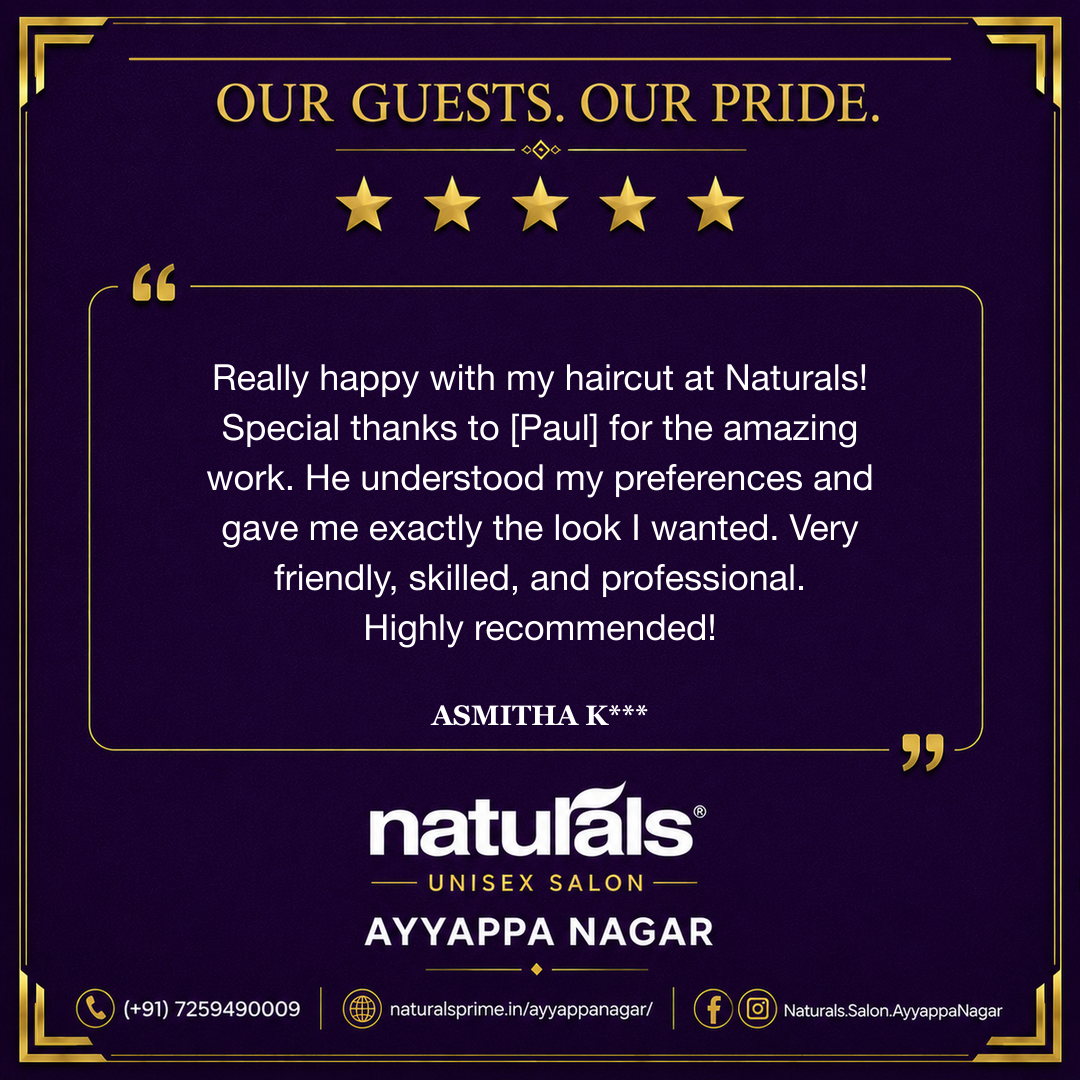 OUR GUESTS. OUR PRIDE.
“
Really happy with my haircut at Naturals!
Special thanks to [Paul] for the amazing
work. He understood my preferences and
gave me exactly the look I wanted. Very
friendly, skilled, and professional.
Highly recommended!
ASMITHA K***
”
naturals®
UNISEX SALON
AYYAPPA NAGAR
(+91) 7259490009 naturalsprime.in/ayyappanagar/ Naturals.Salon.AyyappaNagar